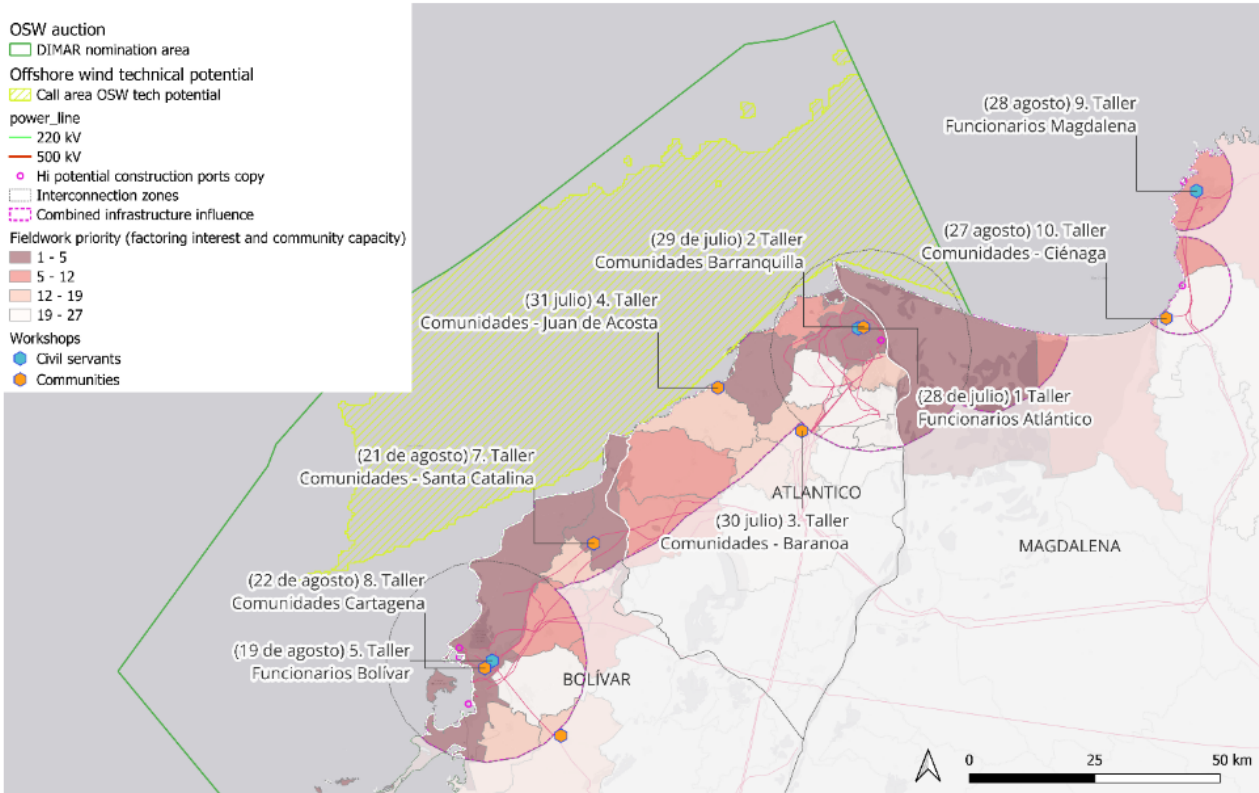 OSW auction
DIMAR nomination area
Offshore wind technical potential
Call area OSW tech potential
power_line
220 kV
500 kV
Hi potential construction ports copy
Interconnection zones
Combined infrastructure influence
Fieldwork priority (factoring interest and community capacity)
1 - 5
5 - 12
12 - 19
19 - 27
Workshops
Civil servants
Communities
(28 agosto) 9. Taller
Funcionarios Magdalena
(29 de julio) 2 Taller
Comunidades Barranquilla
(27 agosto) 10. Taller
Comunidades - Ciénaga
(31 julio) 4. Taller
Comunidades - Juan de Acosta
(28 de julio) 1 Taller
Funcionarios Atlántico
(21 de agosto) 7. Taller
Comunidades - Santa Catalina
ATLANTICO
(30 julio) 3. Taller
Comunidades - Baranoa
MAGDALENA
(22 de agosto) 8. Taller
Comunidades Cartagena
(19 de agosto) 5. Taller
Funcionarios Bolívar
BOLÍVAR
0 25 50 km